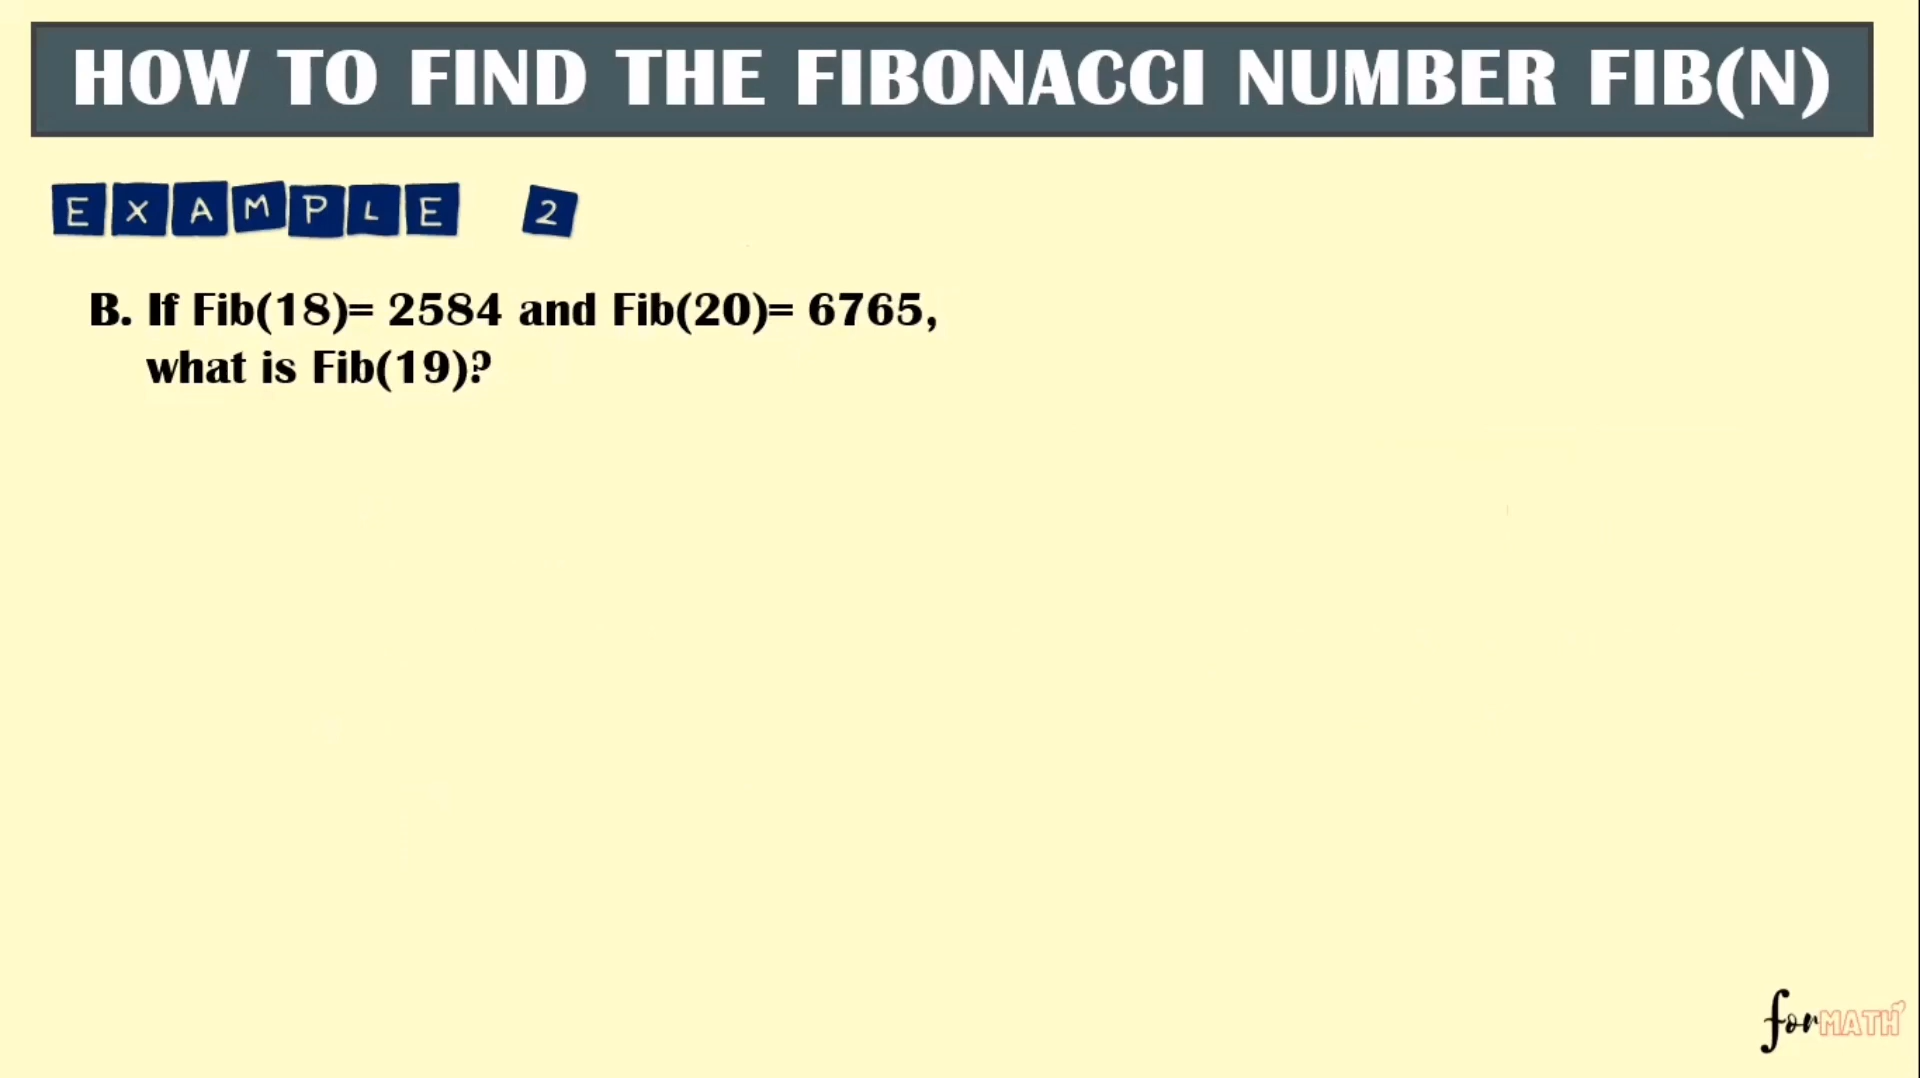 HOW TO FIND THE FIBONACCI NUMBER FIB(N)
EXAMPLE 2
B. If Fib(18)= 2584 and Fib(20)= 6765,
what is Fib(19)?
forMATH